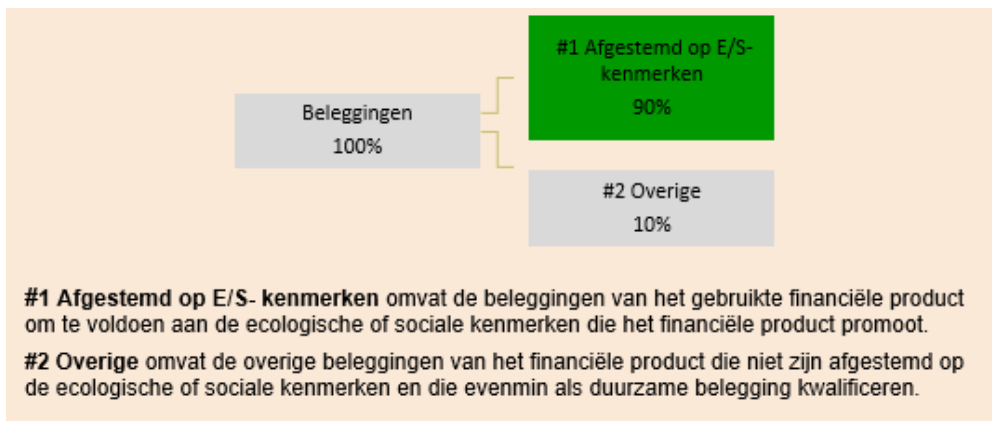 #1 Afgestemd op E/S-
kenmerken
90%
Beleggingen
100%
#2 Overige
10%
#1 Afgestemd op E/S- kenmerken omvat de beleggingen van het gebruikte financiële product
om te voldoen aan de ecologische of sociale kenmerken die het financiële product promoot.
#2 Overige omvat de overige beleggingen van het financiële product die niet zijn afgestemd op
de ecologische of sociale kenmerken en die evenmin als duurzame belegging kwalificeren.